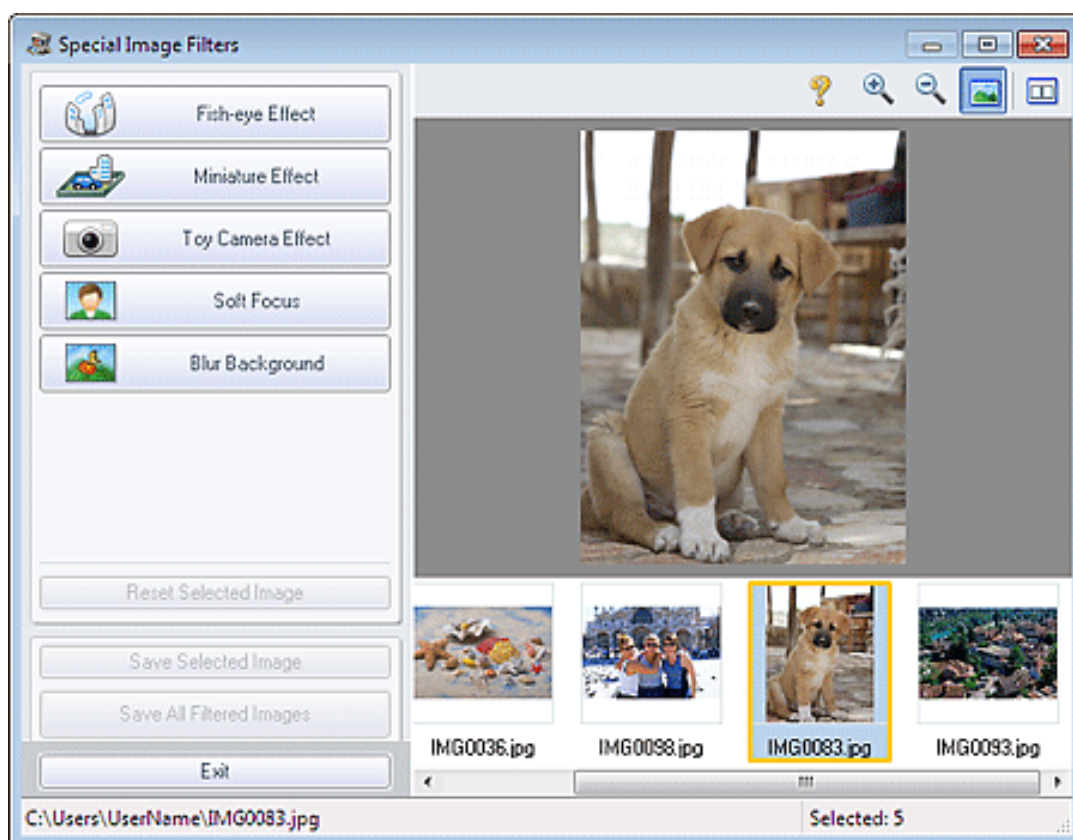 Special Image Filters
Fish-eye Effect
Miniature Effect
Toy Camera Effect
Soft Focus
Blur Background
Reset Selected Image
Save Selected Image
Save All Filtered Images
Exit
IMG0036.jpg
IMG0098.jpg
IMG0083.jpg
IMG0093.jpg
C:\Users\UserName\IMG0083.jpg
Selected: 5